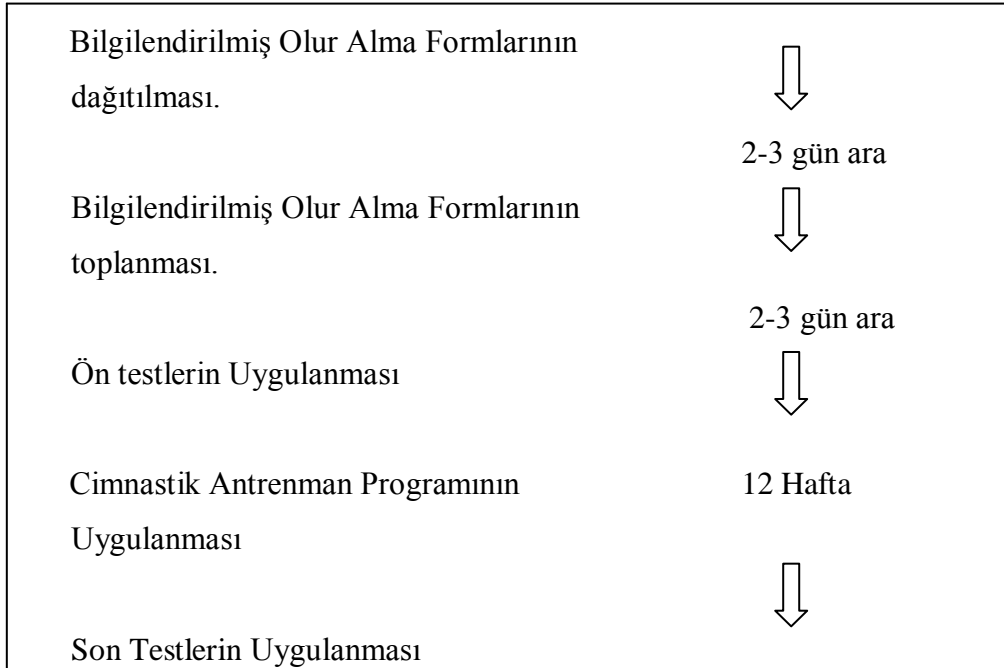 Bilgilendirilmiş Olur Alma Formlarının
dağıtılması.
2-3 gün ara
Bilgilendirilmiş Olur Alma Formlarının
toplanması.
2-3 gün ara
Ön testlerin Uygulanması
Cimnastik Antrenman Programının 12 Hafta
Uygulanması
Son Testlerin Uygulanması